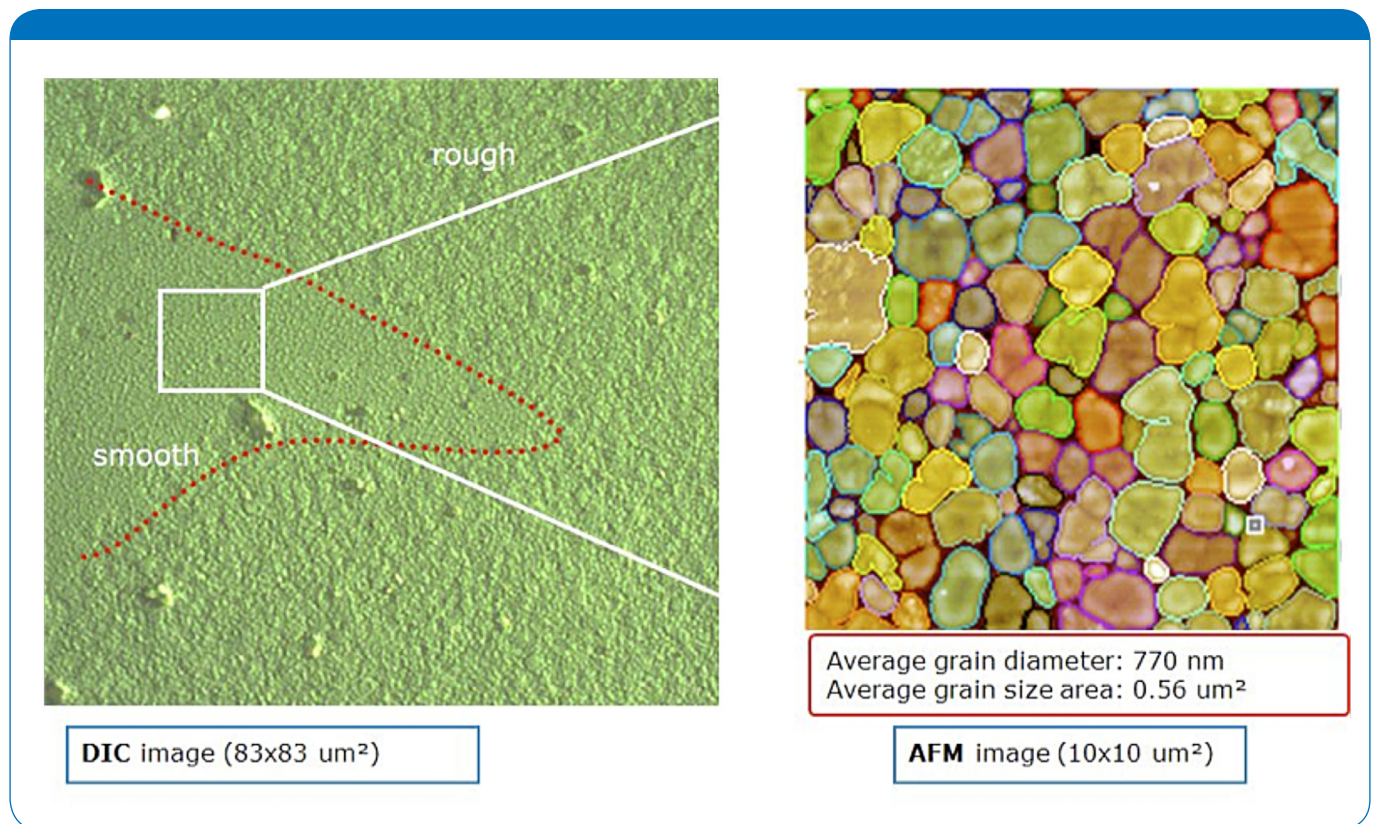 rough
smooth
DIC image (83x83 um²)
Average grain diameter: 770 nm
Average grain size area: 0.56 um²
AFM image (10x10 um²)